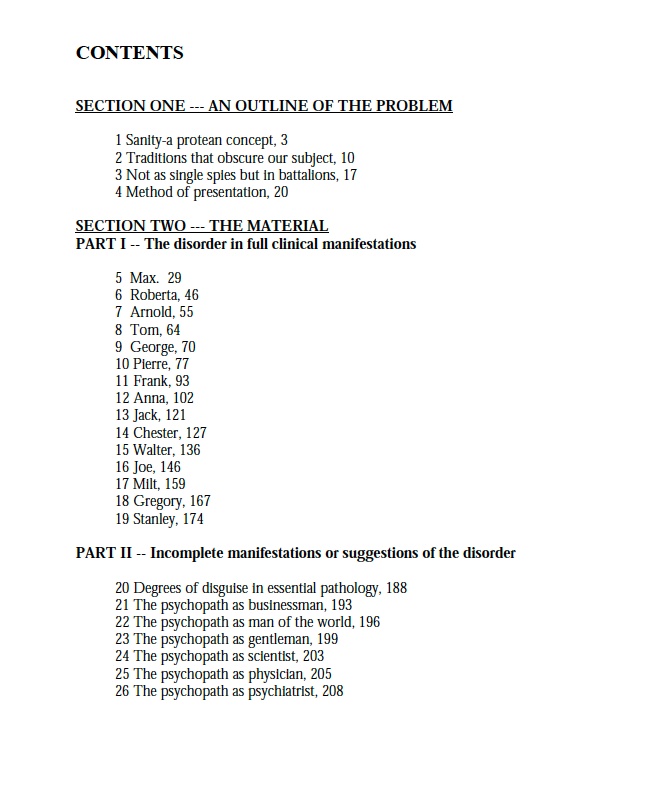 CONTENTS
SECTION ONE --- AN OUTLINE OF THE PROBLEM
1 Sanity-a protean concept, 3
2 Traditions that obscure our subject, 10
3 Not as single spies but in battalions, 17
4 Method of presentation, 20
SECTION TWO --- THE MATERIAL
PART I -- The disorder in full clinical manifestations
5 Max. 29
6 Roberta, 46
7 Arnold, 55
8 Tom, 64
9 George, 70
10 Pierre, 77
11 Frank, 93
12 Anna, 102
13 Jack, 121
14 Chester, 127
15 Walter, 136
16 Joe, 146
17 Milt, 159
18 Gregory, 167
19 Stanley, 174
PART II -- Incomplete manifestations or suggestions of the disorder
20 Degrees of disguise in essential pathology, 188
21 The psychopath as businessman, 193
22 The psychopath as man of the world, 196
23 The psychopath as gentleman, 199
24 The psychopath as scientist, 203
25 The psychopath as physician, 205
26 The psychopath as psychiatrist, 208